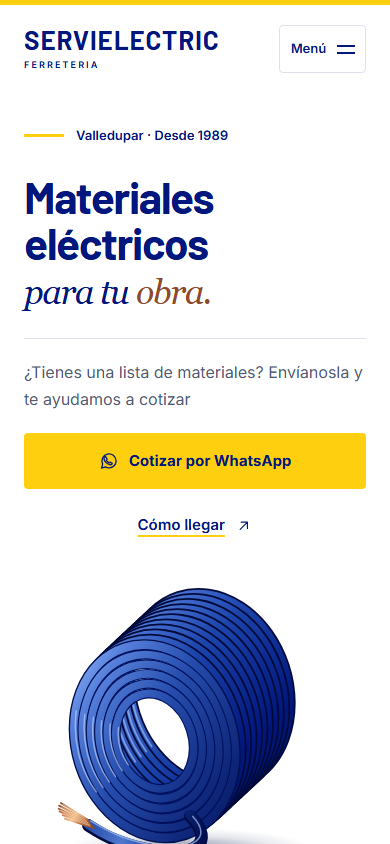 SERVIELECTRIC
FERRETERIA
Menú
Valledupar · Desde 1989
Materiales
eléctricos
para tu obra.
¿Tienes una lista de materiales? Envíanosla y
te ayudamos a cotizar
Cotizar por WhatsApp
Cómo llegar